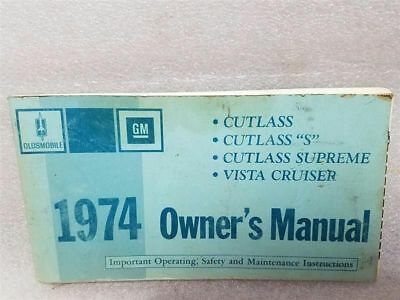 OLDSMOBILE
GM
• CUTLASS
• CUTLASS "S"
• CUTLASS SUPREME
• VISTA CRUISER
1974 Owner's Manual
Important Operating, Safety and Maintenance Instructions